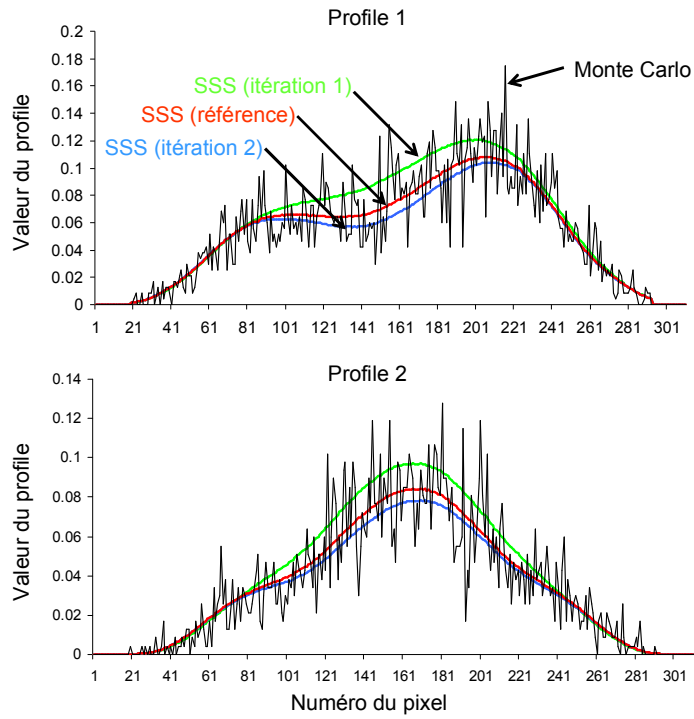 Profile 1
0.2
0.18
0.16
0.14
0.12
0.1
0.08
0.06
0.04
0.02
0
Valeur du profile
SSS (itération 1)
SSS (référence)
SSS (itération 2)
Monte Carlo
1 21 41 61 81 101 121 141 161 181 201 221 241 261 281 301
Profile 2
0.14
0.12
0.1
0.08
0.06
0.04
0.02
0
Valeur du profile
1 21 41 61 81 101 121 141 161 181 201 221 241 261 281 301
Numéro du pixel